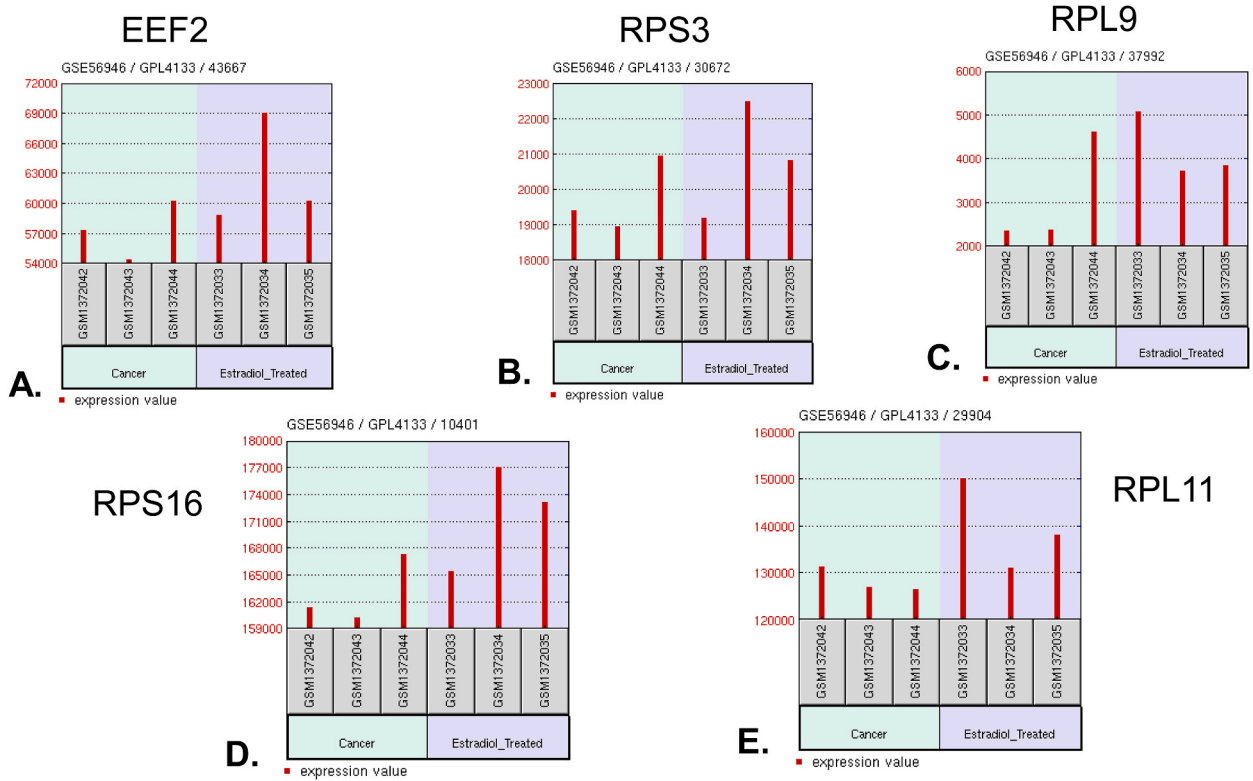 EEF2
GSE56946 / GPL4133 / 43667
72000
69000
66000
63000
60000
57000
54000
GSM1372042
GSM1372043
GSM1372044
GSM1372033
GSM1372034
GSM1372035
Cancer
Estradiol_Treated
expression value
A.
RPS3
GSE56946 / GPL4133 / 30672
23000
22000
21000
20000
19000
18000
GSM1372042
GSM1372043
GSM1372044
GSM1372033
GSM1372034
GSM1372035
Cancer
Estradiol_Treated
expression value
B.
RPL9
GSE56946 / GPL4133 / 37992
6000
5000
4000
3000
2000
GSM1372042
GSM1372043
GSM1372044
GSM1372033
GSM1372034
GSM1372035
Cancer
Estradiol_Treated
expression value
C.
RPS16
GSE56946 / GPL4133 / 10401
180000
177000
174000
171000
168000
165000
162000
159000
GSM1372042
GSM1372043
GSM1372044
GSM1372033
GSM1372034
GSM1372035
Cancer
Estradiol_Treated
expression value
D.
RPL11
GSE56946 / GPL4133 / 29904
160000
150000
140000
130000
120000
GSM1372042
GSM1372043
GSM1372044
GSM1372033
GSM1372034
GSM1372035
Cancer
Estradiol_Treated
expression value
E.